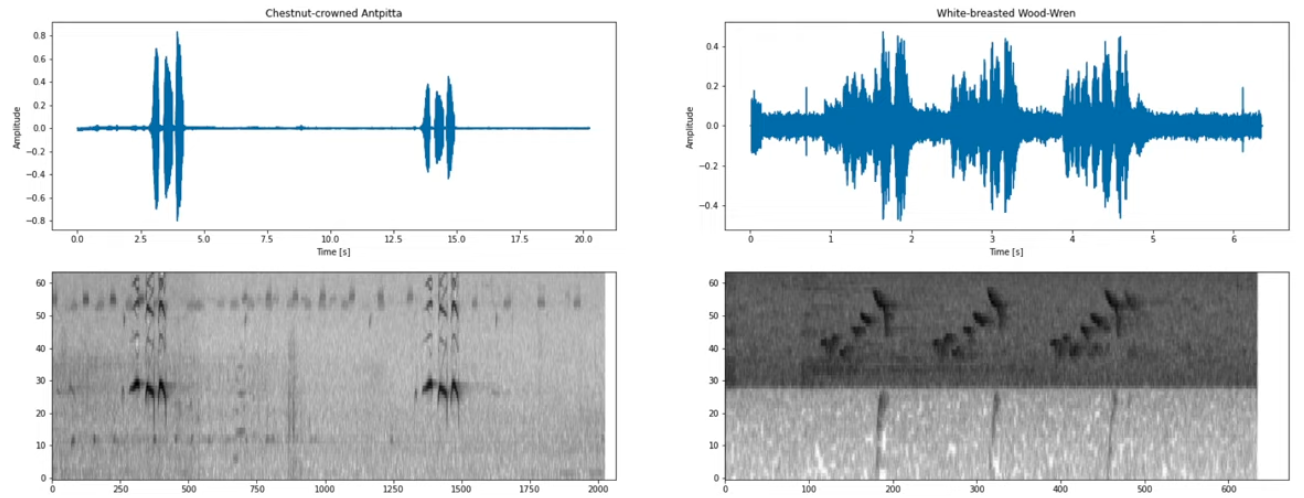 Chestnut-crowned Antpitta
0.8
0.6
0.4
0.2
0.0
−0.2
−0.4
−0.6
−0.8
Amplitude
0.0 2.5 5.0 7.5 10.0 12.5 15.0 17.5 20.0
Time [s]
White-breasted Wood-Wren
0.4
0.2
0.0
−0.2
−0.4
Amplitude
0 1 2 3 4 5 6
Time [s]
60
50
40
30
20
10
0
0 250 500 750 1000 1250 1500 1750 2000
60
50
40
30
20
10
0
0 100 200 300 400 500 600